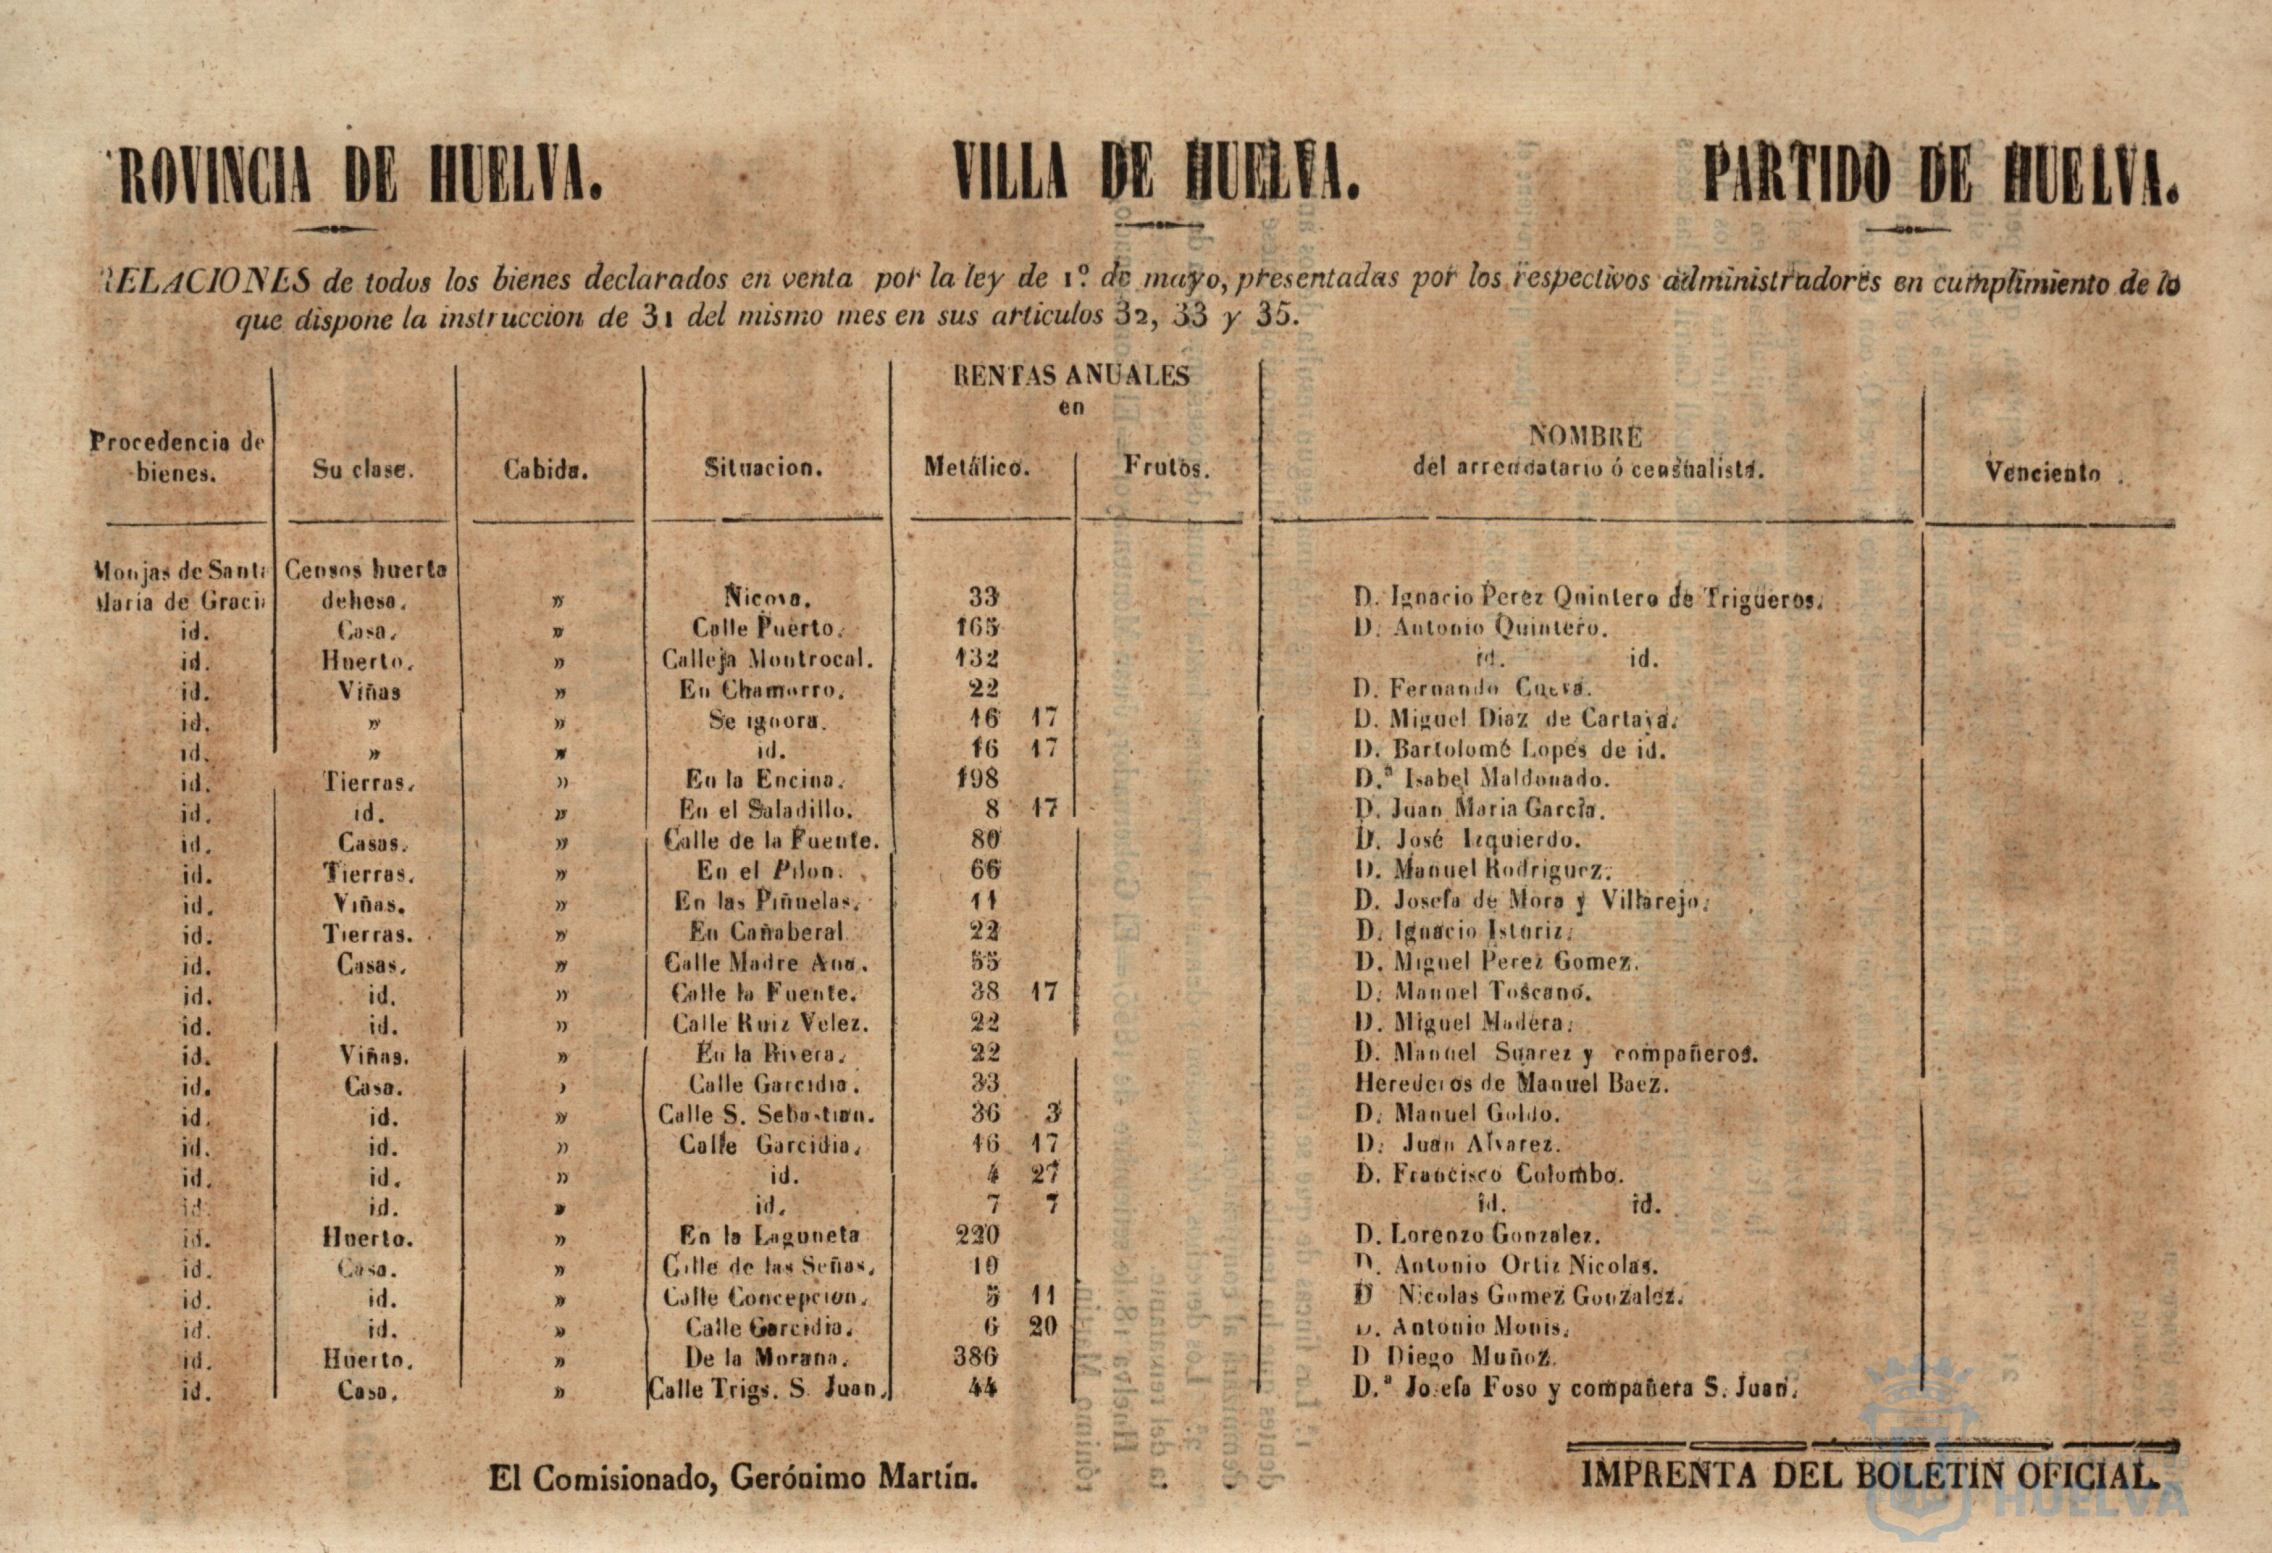 ROVINCIA DE HUELVA. VILLA DE HUELVA. PARTIDO DE HUELVA.
RELACIONES de todos los bienes declarados en venta por la ley de 1º. de mayo, presentadas por los respectivos administradores en cumplimiento de lo
que dispone la instruccion de 31 del mismo mes en sus articulos 32, 33 y 35.
RENTAS ANUALES
en
Procedencia de bienes. Su clase. Cabida. Situacion. Metálico. Frutos. NOMBRE del arrendatario ó censualista. Venciento .
Monjas de Sant Censos huerta
Maria de Graci dehesa. » 33 D. Ignacio Perez Quintero de Trigueros.
id. Casa. » Calle Puerto. 165 D. Antonio Quintero.
id. Huerto. » Calleja Montrocal. 132 id. id.
id. Viñas » En Chamorro. 22 D. Fernando Cueva.
id. » » Se ignora. 16 17 D. Miguel Diaz de Cartaya.
id. » » id. 16 17 D. Bartolomé Lopes de id.
id. Tierras. » En la Encina. 198 D.ª Isabel Maldonado.
id. id. » En el Saladillo. 8 17 D. Juan Maria Garcia.
id. Casas. » Calle de la Fuente. 80 D. José Izquierdo.
id. Tierras. » En el Pilon. 66 D. Manuel Rodriguez.
id. Viñas. » En las Piñuelas. 11 D. Josefa de Mora y Villarejo.
id. Tierras. » En Cañaberal 22 D. Ignacio Isturiz.
id. Casas. » Calle Madre Ana. 55 D. Miguel Perez Gomez.
id. id. » Calle la Fuente. 38 17 D. Manuel Toscano.
id. id. » Calle Ruiz Velez. 22 D. Miguel Madera.
id. Viñas. » En la Rivera. 22 D. Manuel Suarez y compañeros.
id. Casa. › Calle Garcidia. 33 Herederos de Manuel Baez.
id. id. » Calle S. Sebastian. 36 3 D. Manuel Goldo.
id. id. » Calle Garcidia. 16 17 D. Juan Alvarez.
id. id. » id. 4 27 D. Francisco Colombo.
id. id. » id. 7 7 id. id.
id. Huerto. » En la Laguneta 220 D. Lorenzo Gonzalez.
id. Casa. » Calle de las Señas. 10 D. Antonio Ortiz Nicolas.
id. id. » Calle Concepcion. 5 11 D Nicolas Gomez Gonzalez.
id. id. » Calle Garcidia. 6 20 D. Antonio Monis.
id. Huerto. » De la Morana. 386 D Diego Muñoz.
id. Casa. » Calle Trigs. S. Juan. 44 D.ª Josefa Foso y compañera S. Juan.
El Comisionado, Gerónimo Martin. IMPRENTA DEL BOLETIN OFICIAL.
HUELVA